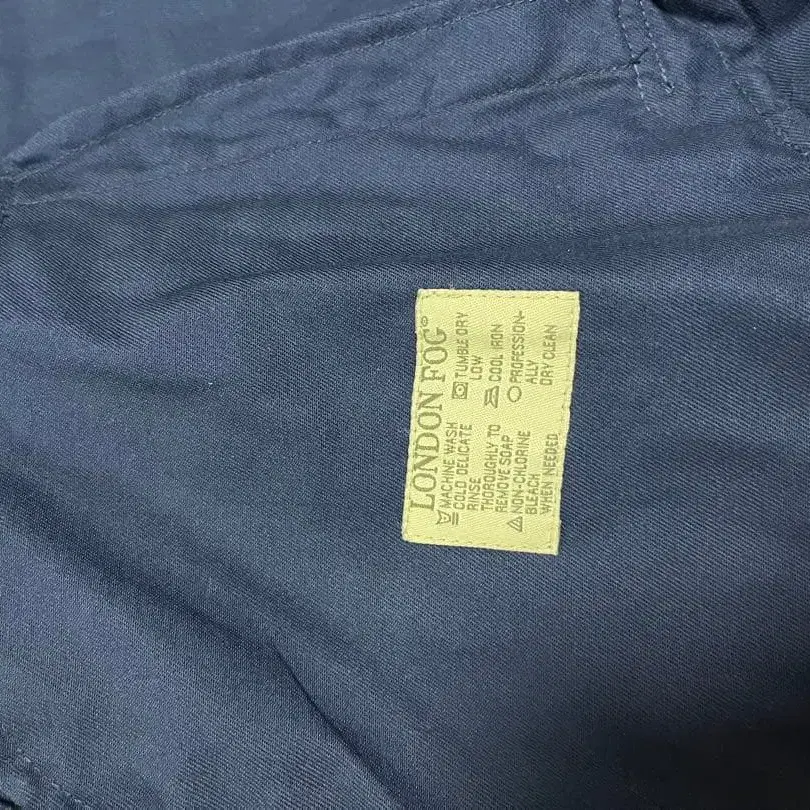 LONDON FOG®
MACHINE WASH
COLD DELICATE
RINSE
THOROUGHLY TO
REMOVE SOAP
NON-CHLORINE
BLEACH
WHEN NEEDED
TUMBLE DRY
LOW
COOL IRON
PROFESSION-
ALLY
DRY CLEAN